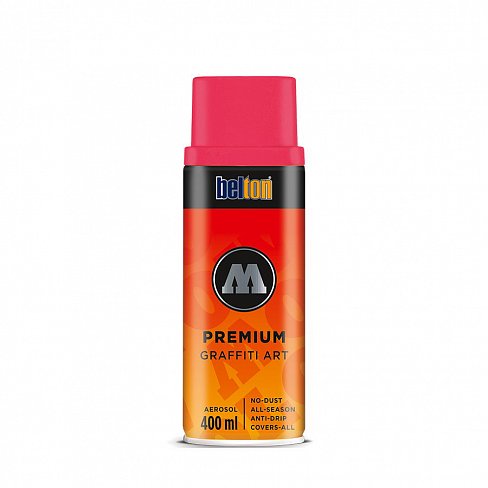 belton
M
PREMIUM
GRAFFITI ART
AEROSOL
400 ml
NO-DUST
ALL-SEASON
ANTI-DRIP
COVERS-ALL